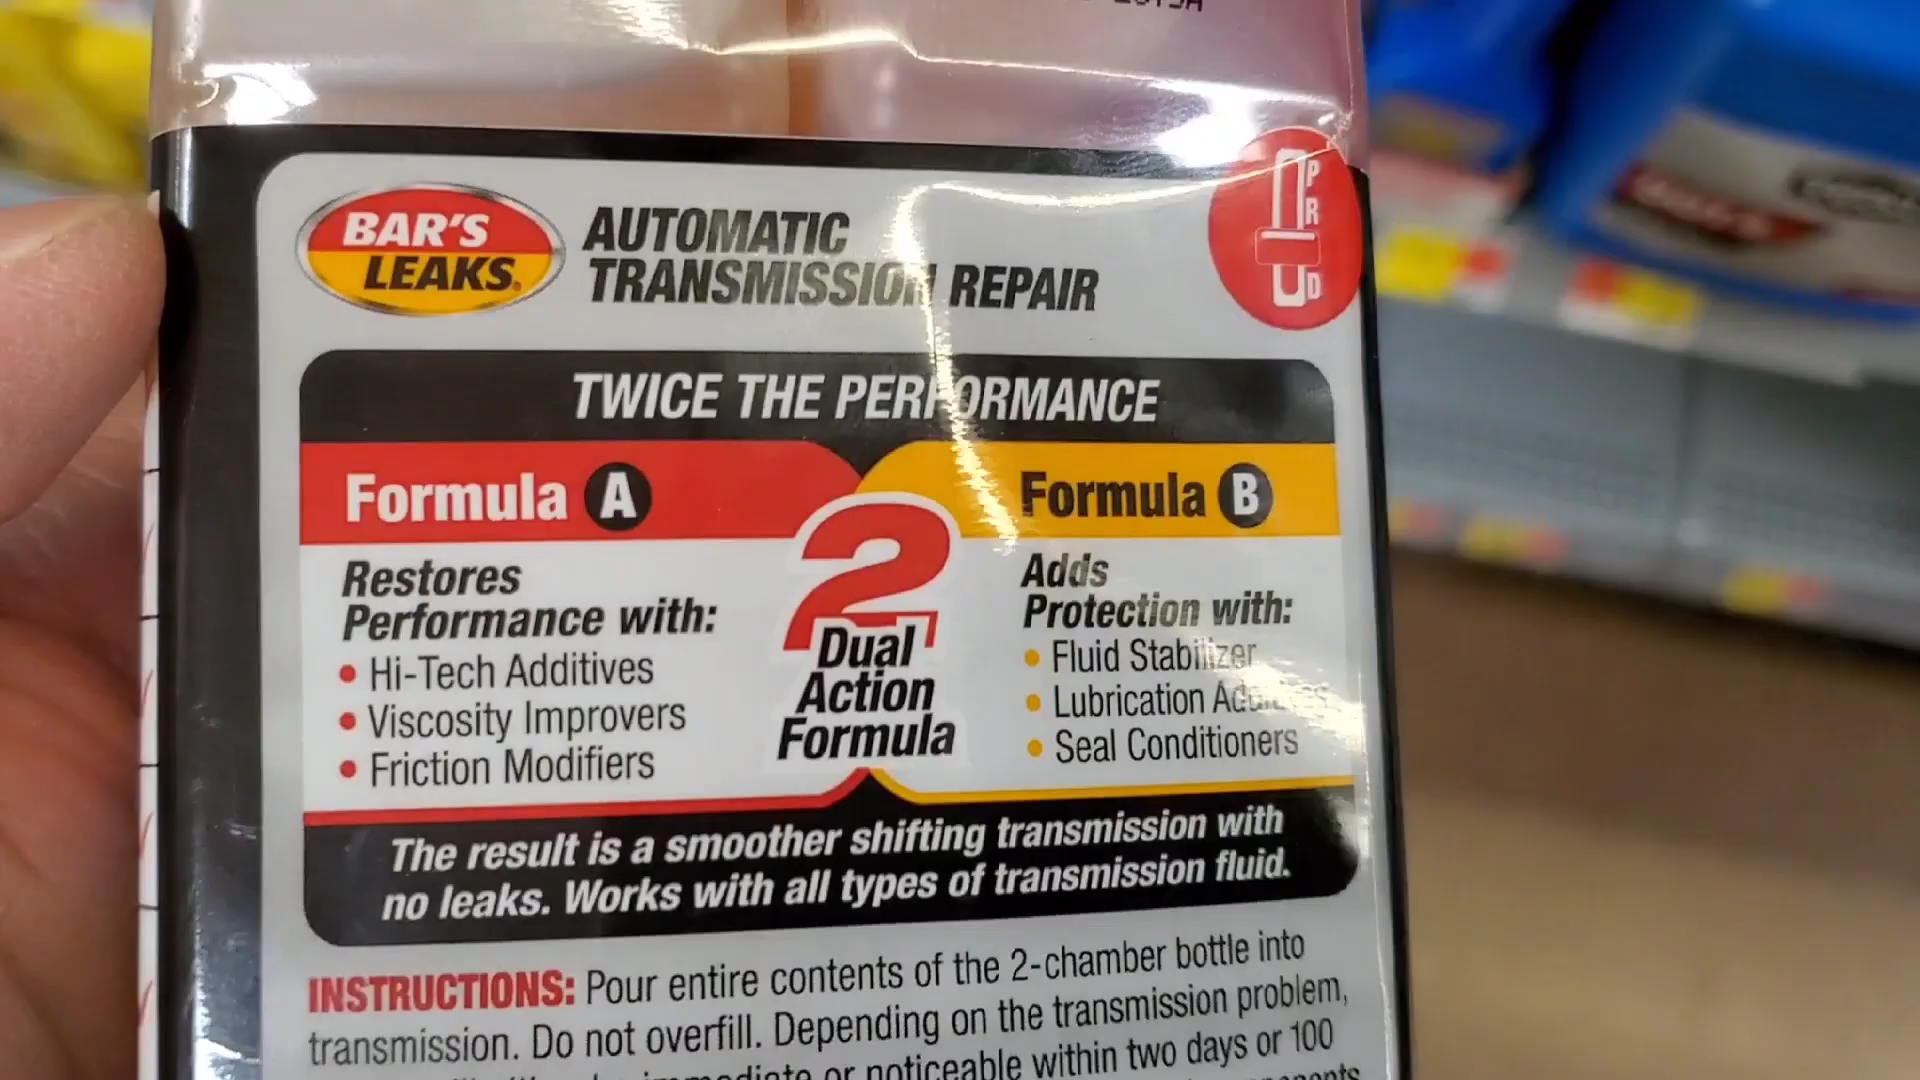 BAR'S
LEAKS
AUTOMATIC
TRANSMISSION REPAIR
P
R
D
TWICE THE PERFORMANCE
Formula A
Restores
Performance with:
• Hi-Tech Additives
• Viscosity Improvers
• Friction Modifiers
2
Dual
Action
Formula
Formula B
Adds
Protection with:
• Fluid Stabilizer
• Lubrication
• Seal Conditioners
The result is a smoother shifting transmission with
no leaks. Works with all types of transmission fluid.
INSTRUCTIONS: Pour entire contents of the 2-chamber bottle into
transmission. Do not overfill. Depending on the transmission problem,
immediate or noticeable within two days or 100